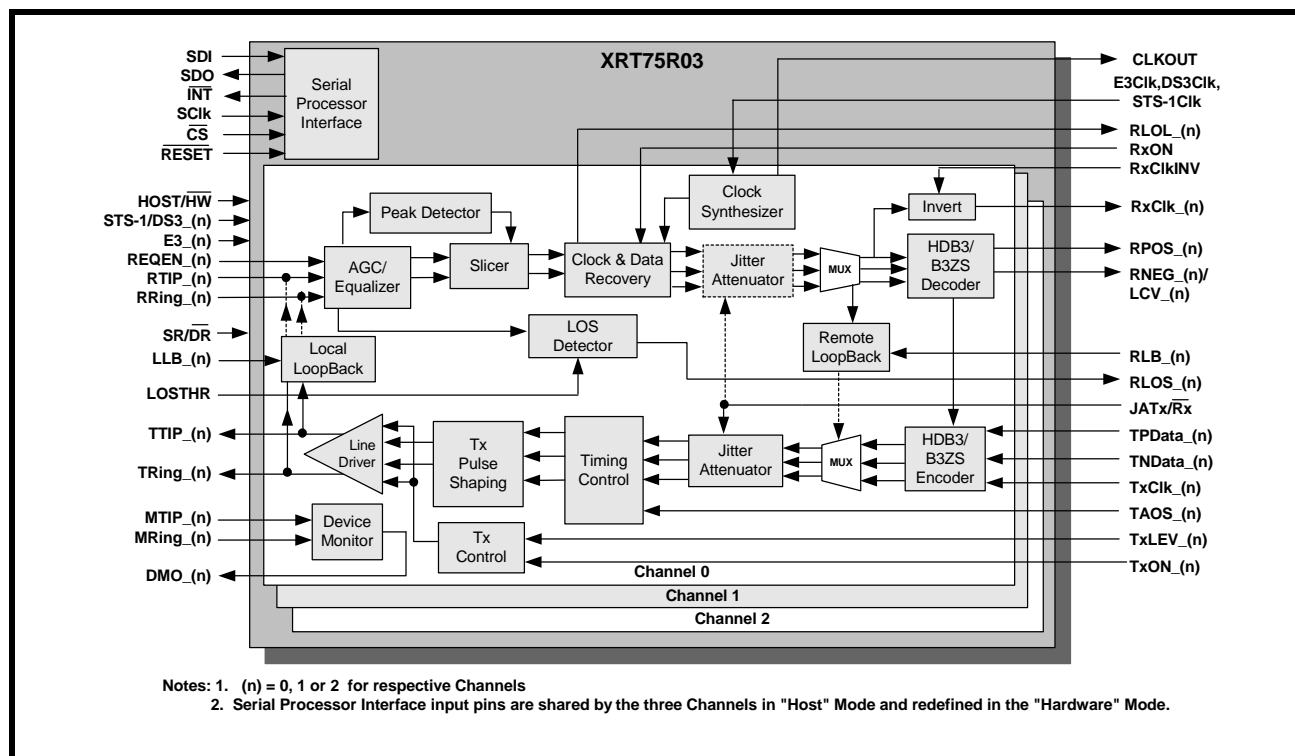 XRT75R03
SDI
SDO
INT
SClk
CS
RESET
Serial
Processor
Interface
CLKOUT
E3Clk,DS3Clk,
STS-1Clk
RLOL_(n)
RxON
RxClkINV
HOST/HW
STS-1/DS3_(n)
E3_(n)
REQEN_(n)
RTIP_(n)
RRing_(n)
SR/DR
LLB_(n)
LOSTHR
TTIP_(n)
TRing_(n)
MTIP_(n)
MRing_(n)
DMO_(n)
Peak Detector
AGC/
Equalizer
Slicer
Clock & Data
Recovery
Clock
Synthesizer
Jitter
Attenuator
MUX
Invert
HDB3/
B3ZS
Decoder
LOS
Detector
Remote
LoopBack
Local
LoopBack
Line
Driver
Tx
Pulse
Shaping
Timing
Control
Jitter
Attenuator
MUX
HDB3/
B3ZS
Encoder
Device
Monitor
Tx
Control
RxClk_(n)
RPOS_(n)
RNEG_(n)/
LCV_(n)
RLB_(n)
RLOS_(n)
JATx/Rx
TPData_(n)
TNData_(n)
TxClk_(n)
TAOS_(n)
TxLEV_(n)
TxON_(n)
Channel 0
Channel 1
Channel 2
Notes: 1. (n) = 0, 1 or 2 for respective Channels
2. Serial Processor Interface input pins are shared by the three Channels in "Host" Mode and redefined in the "Hardware" Mode.